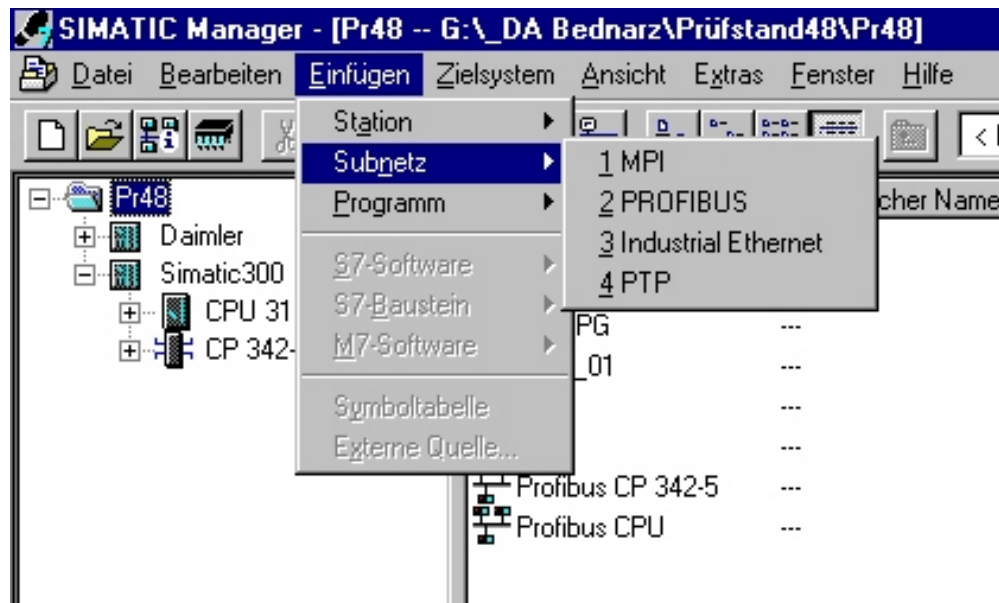 SIMATIC Manager - [Pr48 -- G:\_DA Bednarz\Prüfstand48\Pr48]
Datei Bearbeiten Einfügen Zielsystem Ansicht Extras Fenster Hilfe
Station
Subnetz
Programm
S7-Software
S7-Baustein
M7-Software
Symboltabelle
Externe Quelle...
1 MPI
2 PROFIBUS
3 Industrial Ethernet
4 PTP
Pr48
Daimler
Simatic300
CPU 31
CP 342-
cher Name
PG ---
_01 ---
---
---
Profibus CP 342-5 ---
Profibus CPU ---